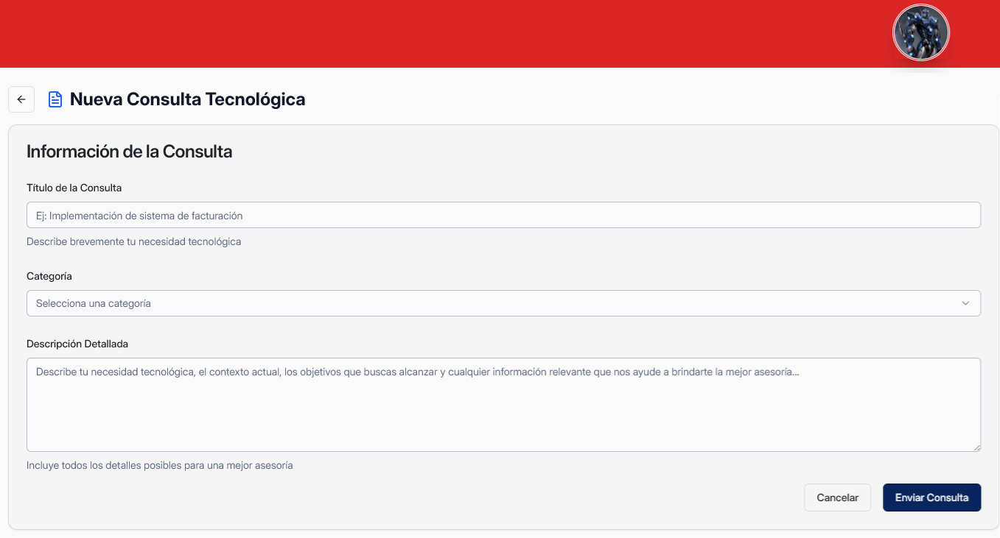 Nueva Consulta Tecnológica
Información de la Consulta
Título de la Consulta
Ej: Implementación de sistema de facturación
Describe brevemente tu necesidad tecnológica
Categoría
Selecciona una categoría
Descripción Detallada
Describe tu necesidad tecnológica, el contexto actual, los objetivos que buscas alcanzar y cualquier información relevante que nos ayude a brindarte la mejor asesoría...
Incluye todos los detalles posibles para una mejor asesoría
Cancelar
Enviar Consulta